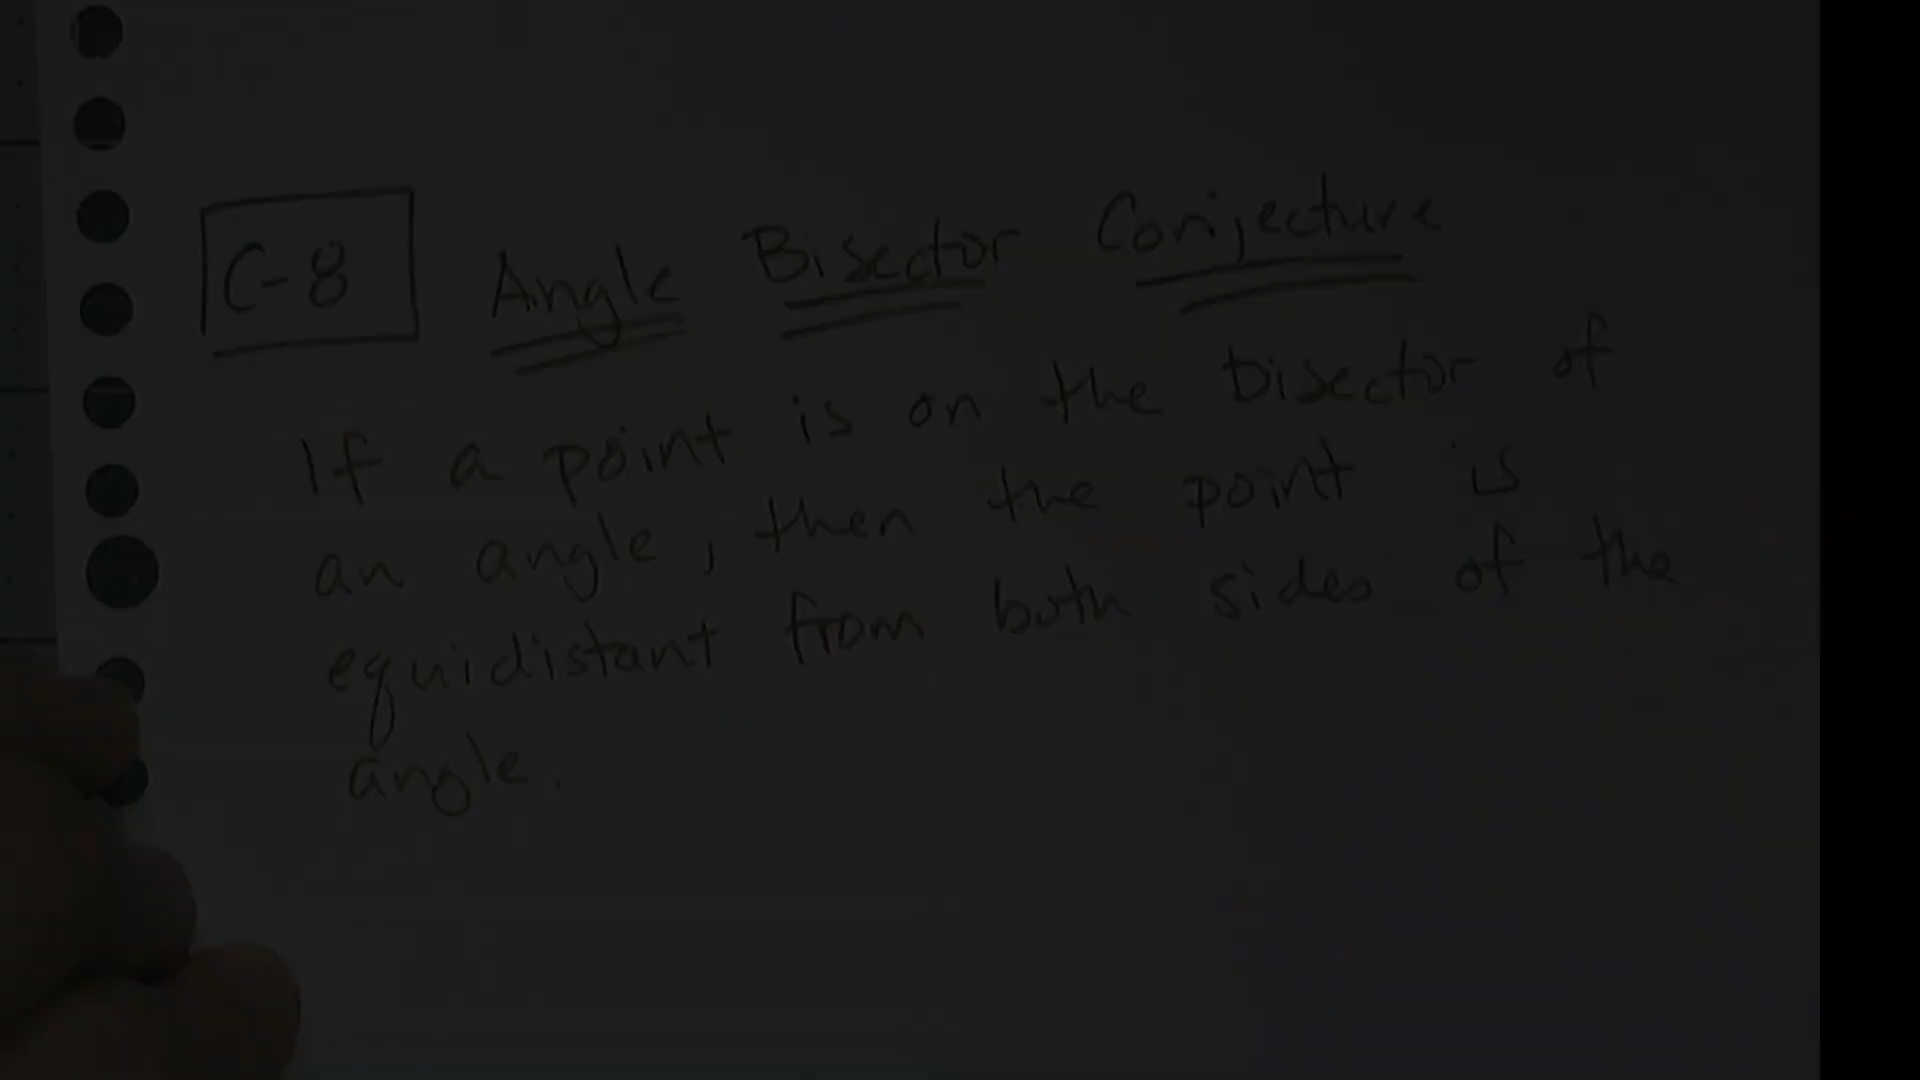 C-8 Angle Bisector Conjecture
If a point is on the bisector of
an angle, then the point is
equidistant from both sides of the
angle.